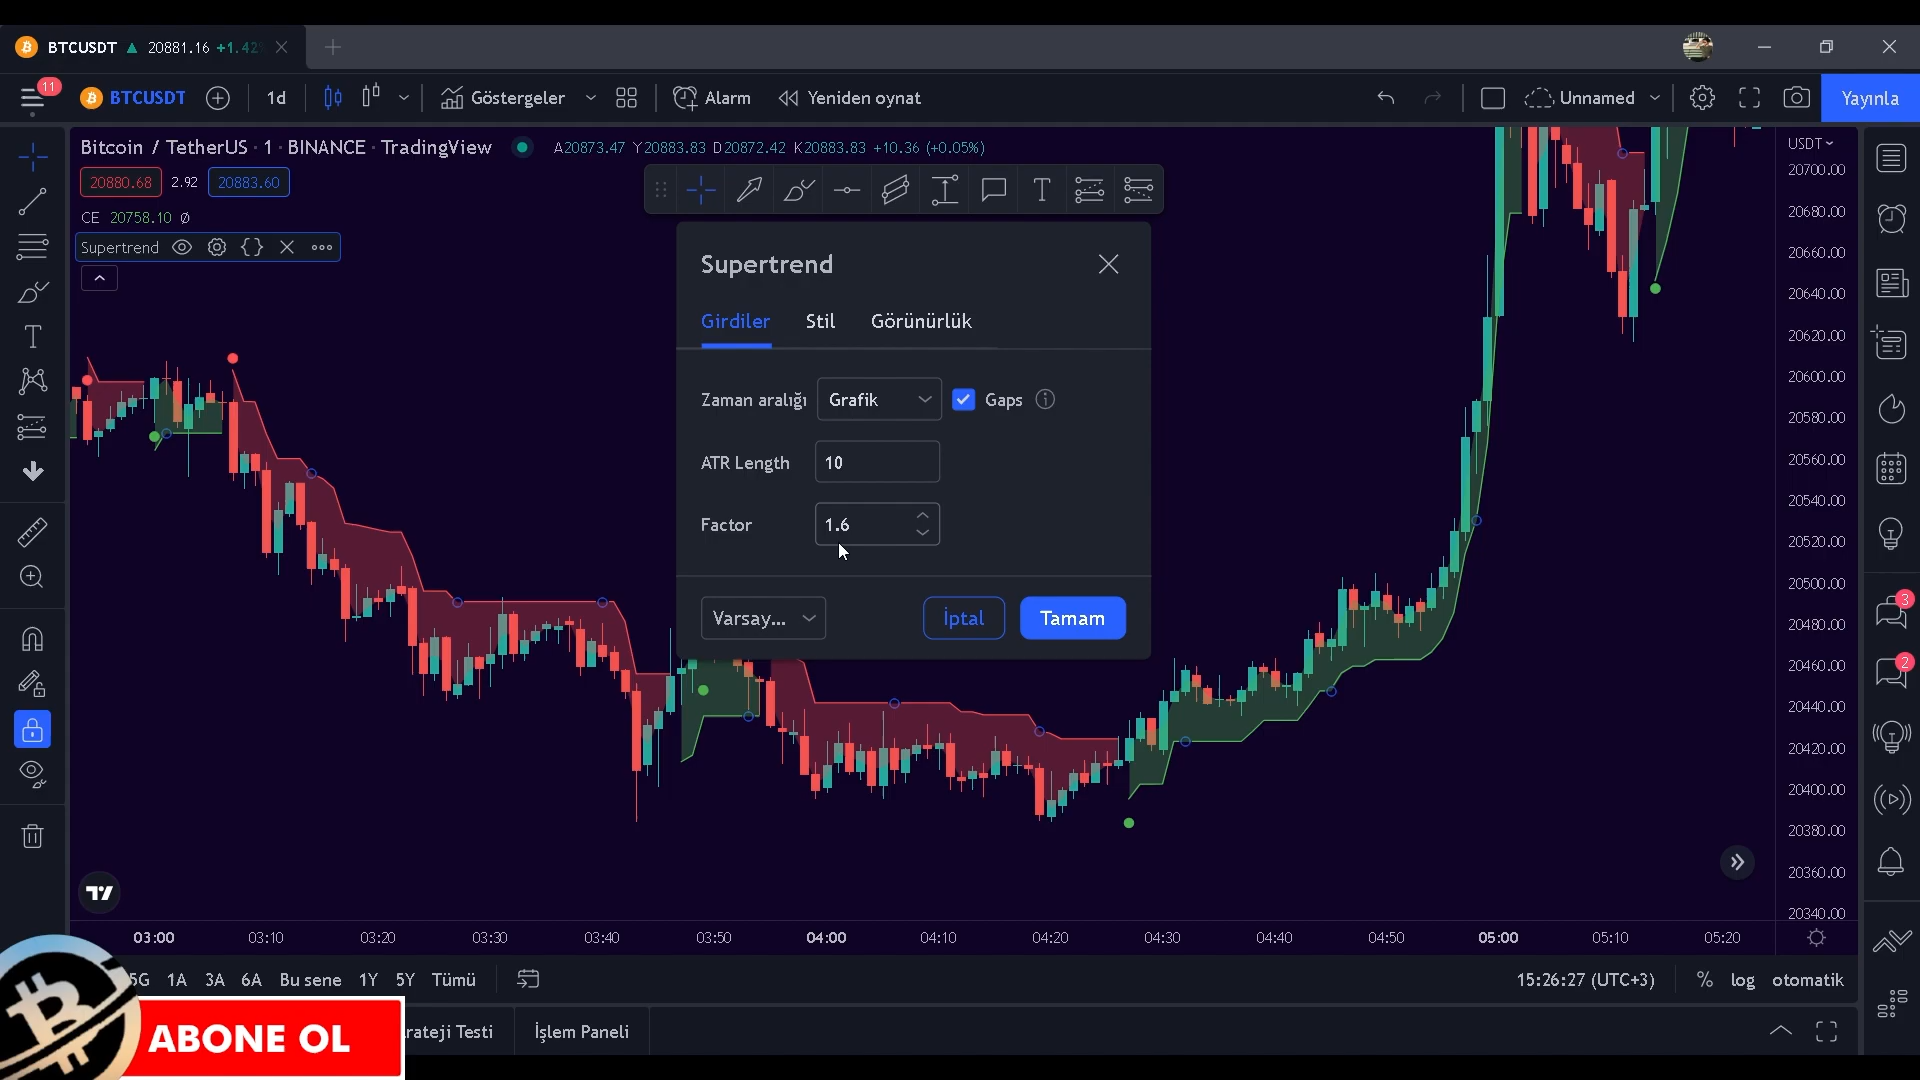 BTCUSDT ▲ 20881.16 +1.42
11 BTCUSDT 1d Göstergeler Alarm Yeniden oynat Unnamed Yayınla
Bitcoin / TetherUS · 1 · BINANCE · TradingView A20873.47 Y20883.83 D20872.42 K20883.83 +10.36 (+0.05%)
USDT
20880.68 2.92 20883.60
CE 20758.10 Ø
Supertrend
Supertrend
Girdiler Stil Görünürlük
Zaman aralığı Grafik Gaps
ATR Length 10
Factor 1.6
Varsay... İptal Tamam
20700.00
20680.00
20660.00
20640.00
20620.00
20600.00
20580.00
20560.00
20540.00
20520.00
20500.00
20480.00
20460.00
20440.00
20420.00
20400.00
20380.00
20360.00
20340.00
3
2
03:00 03:10 03:20 03:30 03:40 03:50 04:00 04:10 04:20 04:30 04:40 04:50 05:00 05:10 05:20
5G 1A 3A 6A Bu sene 1Y 5Y Tümü 15:26:27 (UTC+3) % log otomatik
rateji Testi İşlem Paneli
ABONE OL